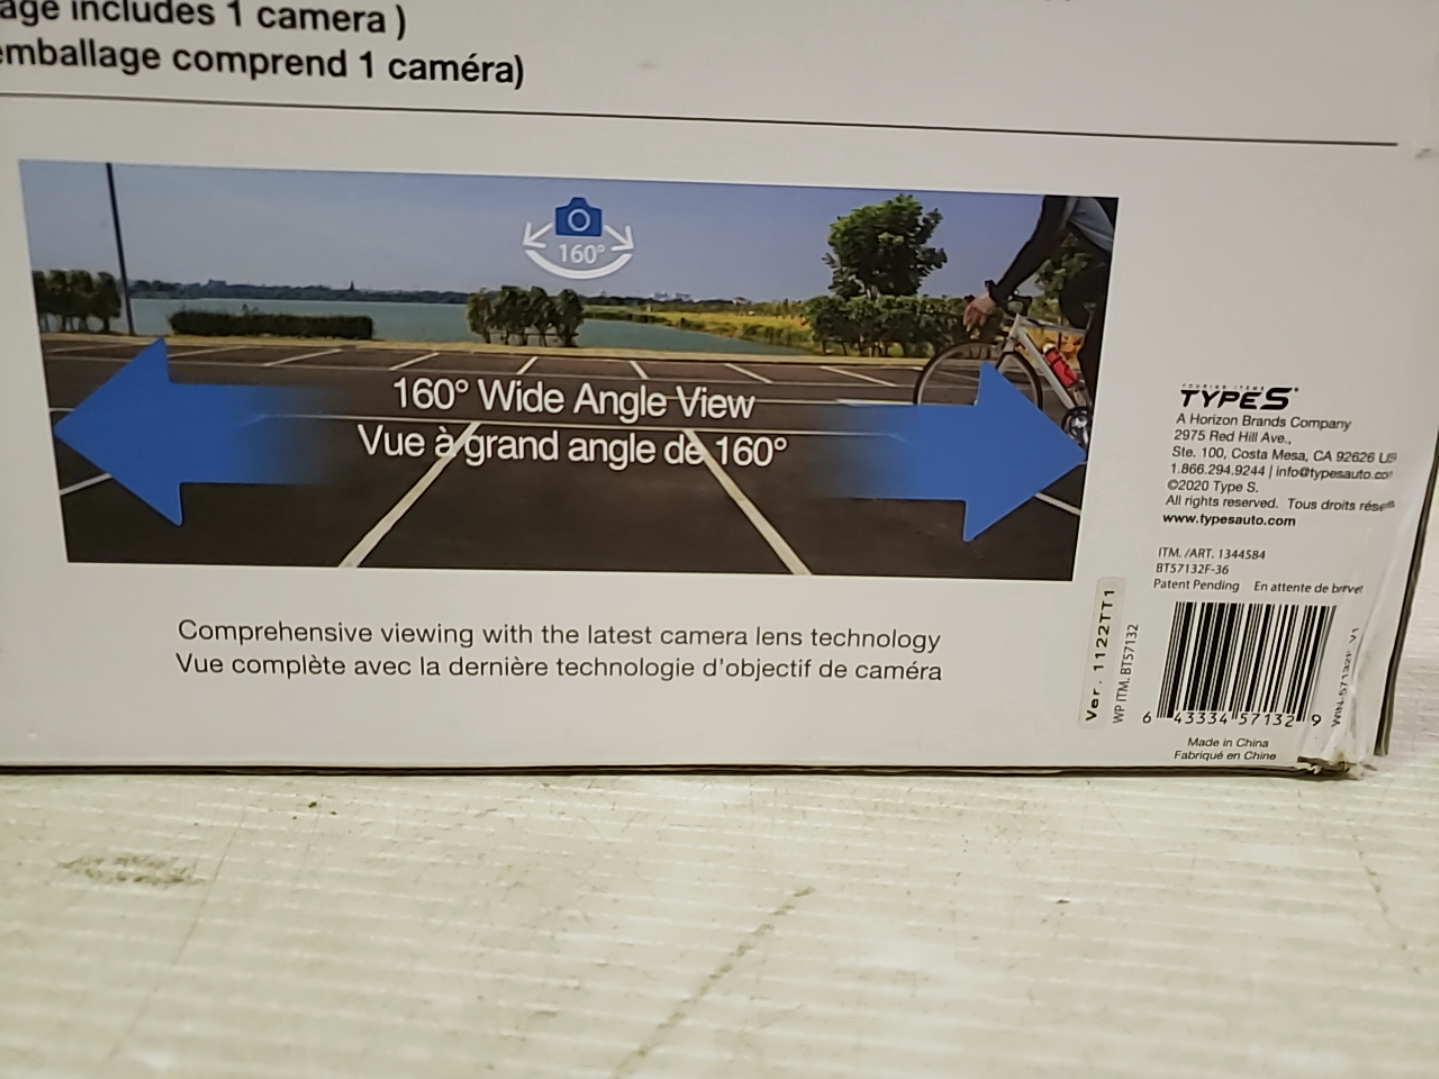 age includes 1 camera )
emballage comprend 1 caméra)
160°
160° Wide Angle View
Vue à grand angle de 160°
Comprehensive viewing with the latest camera lens technology
Vue complète avec la dernière technologie d'objectif de caméra
TYPE S
A Horizon Brands Company
2975 Red Hill Ave.,
Ste. 100, Costa Mesa, CA 92626 US
1.866.294.9244 | info@typesauto.co
©2020 Type S.
All rights reserved. Tous droits rése
www.typesauto.com
ITM. /ART. 1344584
BT57132F-36
Patent Pending En attente de brevet
Ver. 1122TT1
WP ITM. BT57132
6 43334 57132 9
Made in China
Fabriqué en Chine